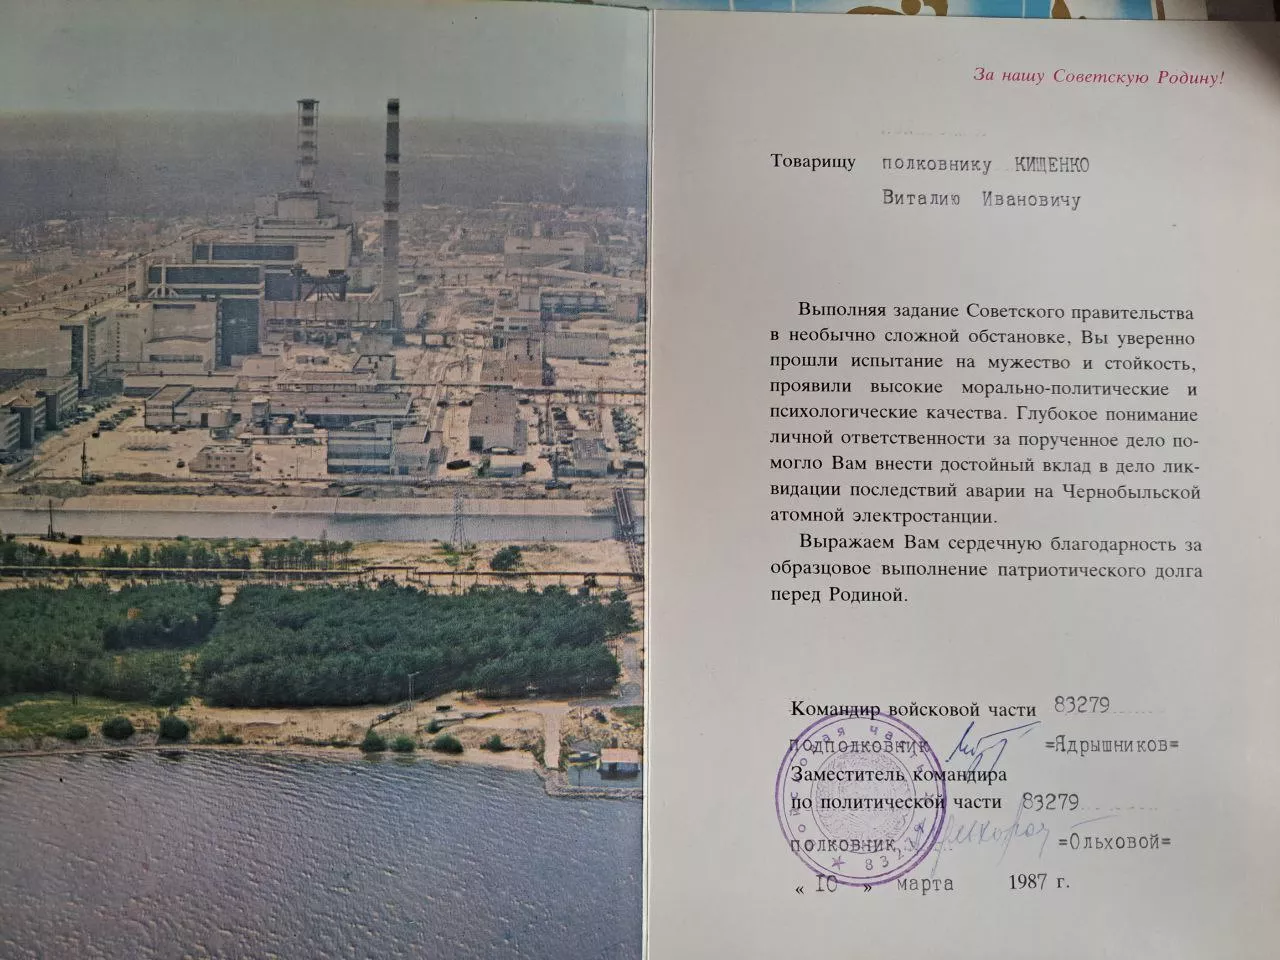 За нашу Советскую Родину!
Товарищу полковнику КИЩЕНКО
Виталию Ивановичу
Выполняя задание Советского правительства
в необычно сложной обстановке, Вы уверенно
прошли испытание на мужество и стойкость,
проявили высокие морально-политические и
психологические качества. Глубокое понимание
личной ответственности за порученное дело по-
могло Вам внести достойный вклад в дело лик-
видации последствий аварии на Чернобыльской
атомной электростанции.
Выражаем Вам сердечную благодарность за
образцовое выполнение патриотического долга
перед Родиной.
Командир войсковой части 83279
подполковник =Ядрышников=
Заместитель командира
по политической части 83279
полковник =Ольховой=
« 10 » марта 1987 г.
войсковая часть 83279